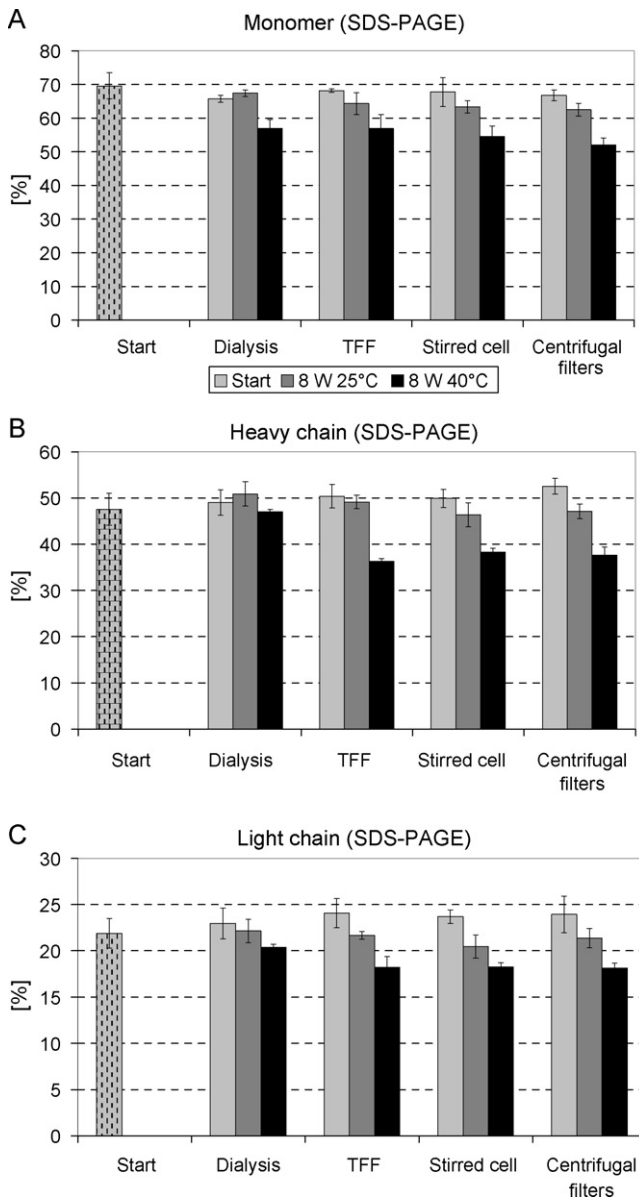 A
Monomer (SDS-PAGE)
80
70
60
50
40
30
20
10
0
[%]
Start Dialysis TFF Stirred cell Centrifugal
filters
Start 8 W 25°C 8 W 40°C
B
Heavy chain (SDS-PAGE)
60
50
40
30
20
10
0
[%]
Start Dialysis TFF Stirred cell Centrifugal
filters
C
Light chain (SDS-PAGE)
30
25
20
15
10
5
0
[%]
Start Dialysis TFF Stirred cell Centrifugal
filters